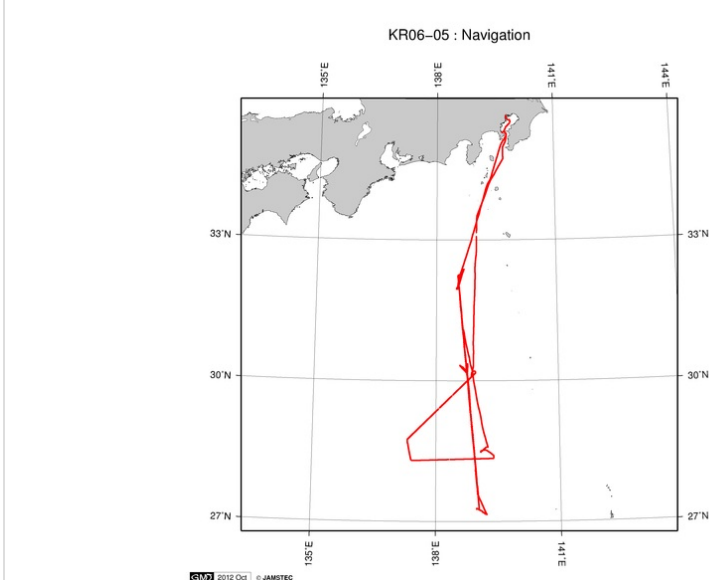 KR06−05 : Navigation
135˚E
138˚E
141˚E
144˚E
33˚N
33˚N
30˚N
30˚N
27˚N
27˚N
135˚E
138˚E
141˚E
GMD 2012 Oct © JAMSTEC